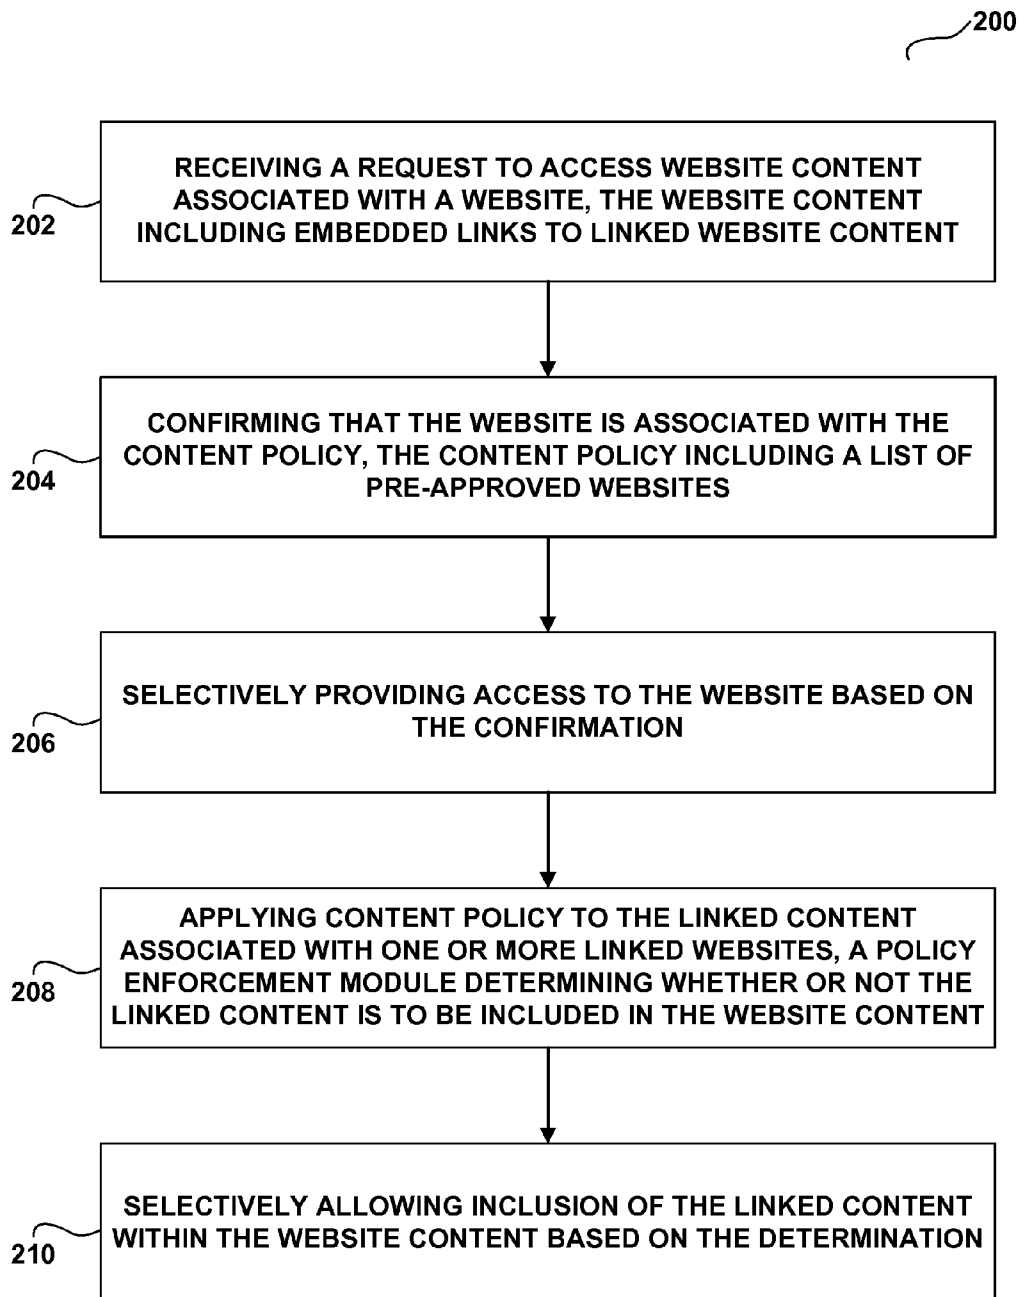 200
RECEIVING A REQUEST TO ACCESS WEBSITE CONTENT
ASSOCIATED WITH A WEBSITE, THE WEBSITE CONTENT
INCLUDING EMBEDDED LINKS TO LINKED WEBSITE CONTENT
202
CONFIRMING THAT THE WEBSITE IS ASSOCIATED WITH THE
CONTENT POLICY, THE CONTENT POLICY INCLUDING A LIST OF
PRE-APPROVED WEBSITES
204
SELECTIVELY PROVIDING ACCESS TO THE WEBSITE BASED ON
THE CONFIRMATION
206
APPLYING CONTENT POLICY TO THE LINKED CONTENT
ASSOCIATED WITH ONE OR MORE LINKED WEBSITES, A POLICY
ENFORCEMENT MODULE DETERMINING WHETHER OR NOT THE
LINKED CONTENT IS TO BE INCLUDED IN THE WEBSITE CONTENT
208
SELECTIVELY ALLOWING INCLUSION OF THE LINKED CONTENT
WITHIN THE WEBSITE CONTENT BASED ON THE DETERMINATION
210